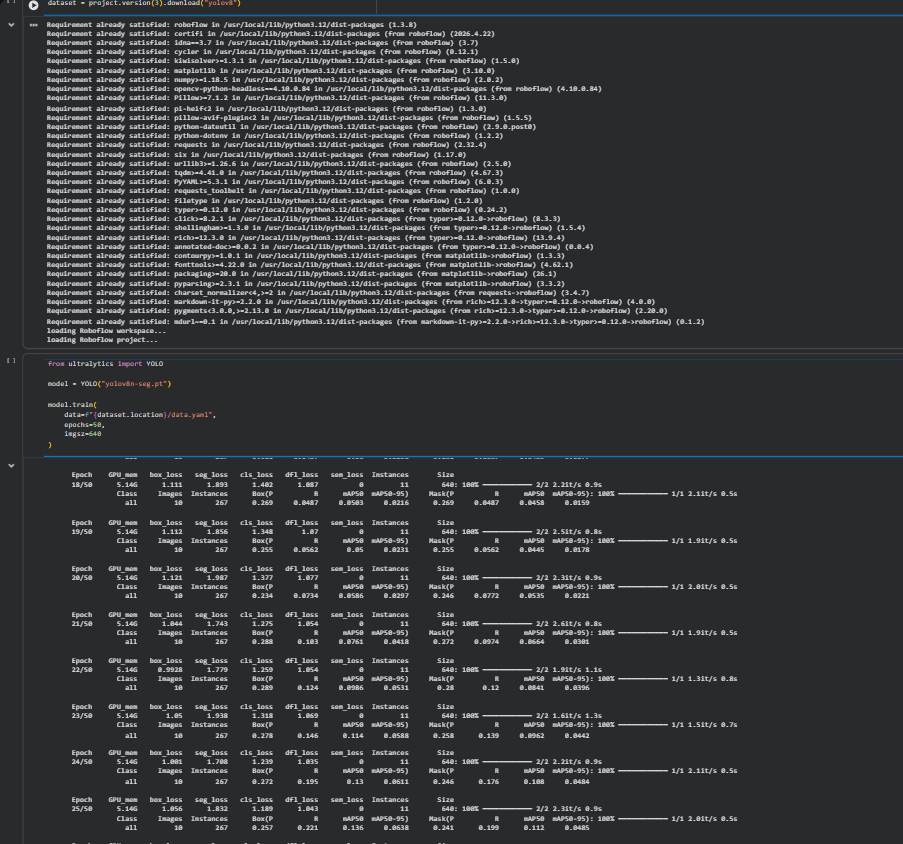 dataset = project.version(3).download("yolov8")
Requirement already satisfied: roboflow in /usr/local/lib/python3.12/dist-packages (1.3.8)
Requirement already satisfied: certifi in /usr/local/lib/python3.12/dist-packages (from roboflow) (2026.4.22)
Requirement already satisfied: idna==3.7 in /usr/local/lib/python3.12/dist-packages (from roboflow) (3.7)
Requirement already satisfied: cycler in /usr/local/lib/python3.12/dist-packages (from roboflow) (0.12.1)
Requirement already satisfied: kiwisolver>=1.3.1 in /usr/local/lib/python3.12/dist-packages (from roboflow) (1.5.0)
Requirement already satisfied: matplotlib in /usr/local/lib/python3.12/dist-packages (from roboflow) (3.10.0)
Requirement already satisfied: numpy>=1.18.5 in /usr/local/lib/python3.12/dist-packages (from roboflow) (2.0.2)
Requirement already satisfied: opencv-python-headless==4.10.0.84 in /usr/local/lib/python3.12/dist-packages (from roboflow) (4.10.0.84)
Requirement already satisfied: Pillow>=7.1.2 in /usr/local/lib/python3.12/dist-packages (from roboflow) (11.3.0)
Requirement already satisfied: pi-heif<2 in /usr/local/lib/python3.12/dist-packages (from roboflow) (1.3.0)
Requirement already satisfied: pillow-avif-plugin<2 in /usr/local/lib/python3.12/dist-packages (from roboflow) (1.5.5)
Requirement already satisfied: python-dateutil in /usr/local/lib/python3.12/dist-packages (from roboflow) (2.9.0.post0)
Requirement already satisfied: python-dotenv in /usr/local/lib/python3.12/dist-packages (from roboflow) (1.2.2)
Requirement already satisfied: requests in /usr/local/lib/python3.12/dist-packages (from roboflow) (2.32.4)
Requirement already satisfied: six in /usr/local/lib/python3.12/dist-packages (from roboflow) (1.17.0)
Requirement already satisfied: urllib3>=1.26.6 in /usr/local/lib/python3.12/dist-packages (from roboflow) (2.5.0)
Requirement already satisfied: tqdm>=4.41.0 in /usr/local/lib/python3.12/dist-packages (from roboflow) (4.67.3)
Requirement already satisfied: PyYAML>=5.3.1 in /usr/local/lib/python3.12/dist-packages (from roboflow) (6.0.3)
Requirement already satisfied: requests_toolbelt in /usr/local/lib/python3.12/dist-packages (from roboflow) (1.0.0)
Requirement already satisfied: filetype in /usr/local/lib/python3.12/dist-packages (from roboflow) (1.2.0)
Requirement already satisfied: typer>=0.12.0 in /usr/local/lib/python3.12/dist-packages (from roboflow) (0.24.2)
Requirement already satisfied: click>=8.2.1 in /usr/local/lib/python3.12/dist-packages (from typer>=0.12.0->roboflow) (8.3.3)
Requirement already satisfied: shellingham>=1.3.0 in /usr/local/lib/python3.12/dist-packages (from typer>=0.12.0->roboflow) (1.5.4)
Requirement already satisfied: rich>=12.3.0 in /usr/local/lib/python3.12/dist-packages (from typer>=0.12.0->roboflow) (13.9.4)
Requirement already satisfied: annotated-doc>=0.0.2 in /usr/local/lib/python3.12/dist-packages (from typer>=0.12.0->roboflow) (0.0.4)
Requirement already satisfied: contourpy>=1.0.1 in /usr/local/lib/python3.12/dist-packages (from matplotlib->roboflow) (1.3.3)
Requirement already satisfied: fonttools>=4.22.0 in /usr/local/lib/python3.12/dist-packages (from matplotlib->roboflow) (4.62.1)
Requirement already satisfied: packaging>=20.0 in /usr/local/lib/python3.12/dist-packages (from matplotlib->roboflow) (26.1)
Requirement already satisfied: pyparsing>=2.3.1 in /usr/local/lib/python3.12/dist-packages (from matplotlib->roboflow) (3.3.2)
Requirement already satisfied: charset_normalizer<4,>=2 in /usr/local/lib/python3.12/dist-packages (from requests->roboflow) (3.4.7)
Requirement already satisfied: markdown-it-py>=2.2.0 in /usr/local/lib/python3.12/dist-packages (from rich>=12.3.0->typer>=0.12.0->roboflow) (4.0.0)
Requirement already satisfied: pygments<3.0.0,>=2.13.0 in /usr/local/lib/python3.12/dist-packages (from rich>=12.3.0->typer>=0.12.0->roboflow) (2.20.0)
Requirement already satisfied: mdurl~=0.1 in /usr/local/lib/python3.12/dist-packages (from markdown-it-py>=2.2.0->rich>=12.3.0->typer>=0.12.0->roboflow) (0.1.2)
loading Roboflow workspace...
loading Roboflow project...
[ ]
from ultralytics import YOLO
model = YOLO("yolov8n-seg.pt")
model.train(
data=f"{dataset.location}/data.yaml",
epochs=50,
imgsz=640
)
Epoch GPU_mem box_loss seg_loss cls_loss dfl_loss sem_loss Instances Size
18/50 5.14G 1.111 1.893 1.402 1.087 0 11 640: 100% 2/2 2.2it/s 0.9s
Class Images Instances Box(P R mAP50 mAP50-95) Mask(P R mAP50 mAP50-95): 100% 1/1 2.1it/s 0.5s
all 10 267 0.269 0.0487 0.0503 0.0216 0.269 0.0487 0.0458 0.0159
Epoch GPU_mem box_loss seg_loss cls_loss dfl_loss sem_loss Instances Size
19/50 5.14G 1.112 1.856 1.348 1.07 0 11 640: 100% 2/2 2.5it/s 0.8s
Class Images Instances Box(P R mAP50 mAP50-95) Mask(P R mAP50 mAP50-95): 100% 1/1 1.9it/s 0.5s
all 10 267 0.255 0.0562 0.05 0.0231 0.255 0.0562 0.0445 0.0178
Epoch GPU_mem box_loss seg_loss cls_loss dfl_loss sem_loss Instances Size
20/50 5.14G 1.121 1.987 1.377 1.077 0 11 640: 100% 2/2 2.3it/s 0.9s
Class Images Instances Box(P R mAP50 mAP50-95) Mask(P R mAP50 mAP50-95): 100% 1/1 2.0it/s 0.5s
all 10 267 0.234 0.0734 0.0586 0.0297 0.246 0.0772 0.0535 0.0221
Epoch GPU_mem box_loss seg_loss cls_loss dfl_loss sem_loss Instances Size
21/50 5.14G 1.044 1.743 1.275 1.054 0 11 640: 100% 2/2 2.6it/s 0.8s
Class Images Instances Box(P R mAP50 mAP50-95) Mask(P R mAP50 mAP50-95): 100% 1/1 1.9it/s 0.5s
all 10 267 0.288 0.103 0.0761 0.0418 0.272 0.0974 0.0664 0.0301
Epoch GPU_mem box_loss seg_loss cls_loss dfl_loss sem_loss Instances Size
22/50 5.14G 0.9928 1.779 1.259 1.054 0 11 640: 100% 2/2 1.9it/s 1.1s
Class Images Instances Box(P R mAP50 mAP50-95) Mask(P R mAP50 mAP50-95): 100% 1/1 1.3it/s 0.8s
all 10 267 0.289 0.124 0.0986 0.0531 0.28 0.12 0.0841 0.0396
Epoch GPU_mem box_loss seg_loss cls_loss dfl_loss sem_loss Instances Size
23/50 5.14G 1.05 1.938 1.318 1.069 0 11 640: 100% 2/2 1.6it/s 1.3s
Class Images Instances Box(P R mAP50 mAP50-95) Mask(P R mAP50 mAP50-95): 100% 1/1 1.5it/s 0.7s
all 10 267 0.278 0.146 0.114 0.0588 0.258 0.139 0.0962 0.0442
Epoch GPU_mem box_loss seg_loss cls_loss dfl_loss sem_loss Instances Size
24/50 5.14G 1.001 1.708 1.239 1.035 0 11 640: 100% 2/2 2.2it/s 0.9s
Class Images Instances Box(P R mAP50 mAP50-95) Mask(P R mAP50 mAP50-95): 100% 1/1 2.1it/s 0.5s
all 10 267 0.272 0.195 0.13 0.0611 0.246 0.176 0.108 0.0484
Epoch GPU_mem box_loss seg_loss cls_loss dfl_loss sem_loss Instances Size
25/50 5.14G 1.056 1.832 1.189 1.043 0 11 640: 100% 2/2 2.3it/s 0.9s
Class Images Instances Box(P R mAP50 mAP50-95) Mask(P R mAP50 mAP50-95): 100% 1/1 2.0it/s 0.5s
all 10 267 0.257 0.221 0.136 0.0638 0.241 0.199 0.112 0.0485